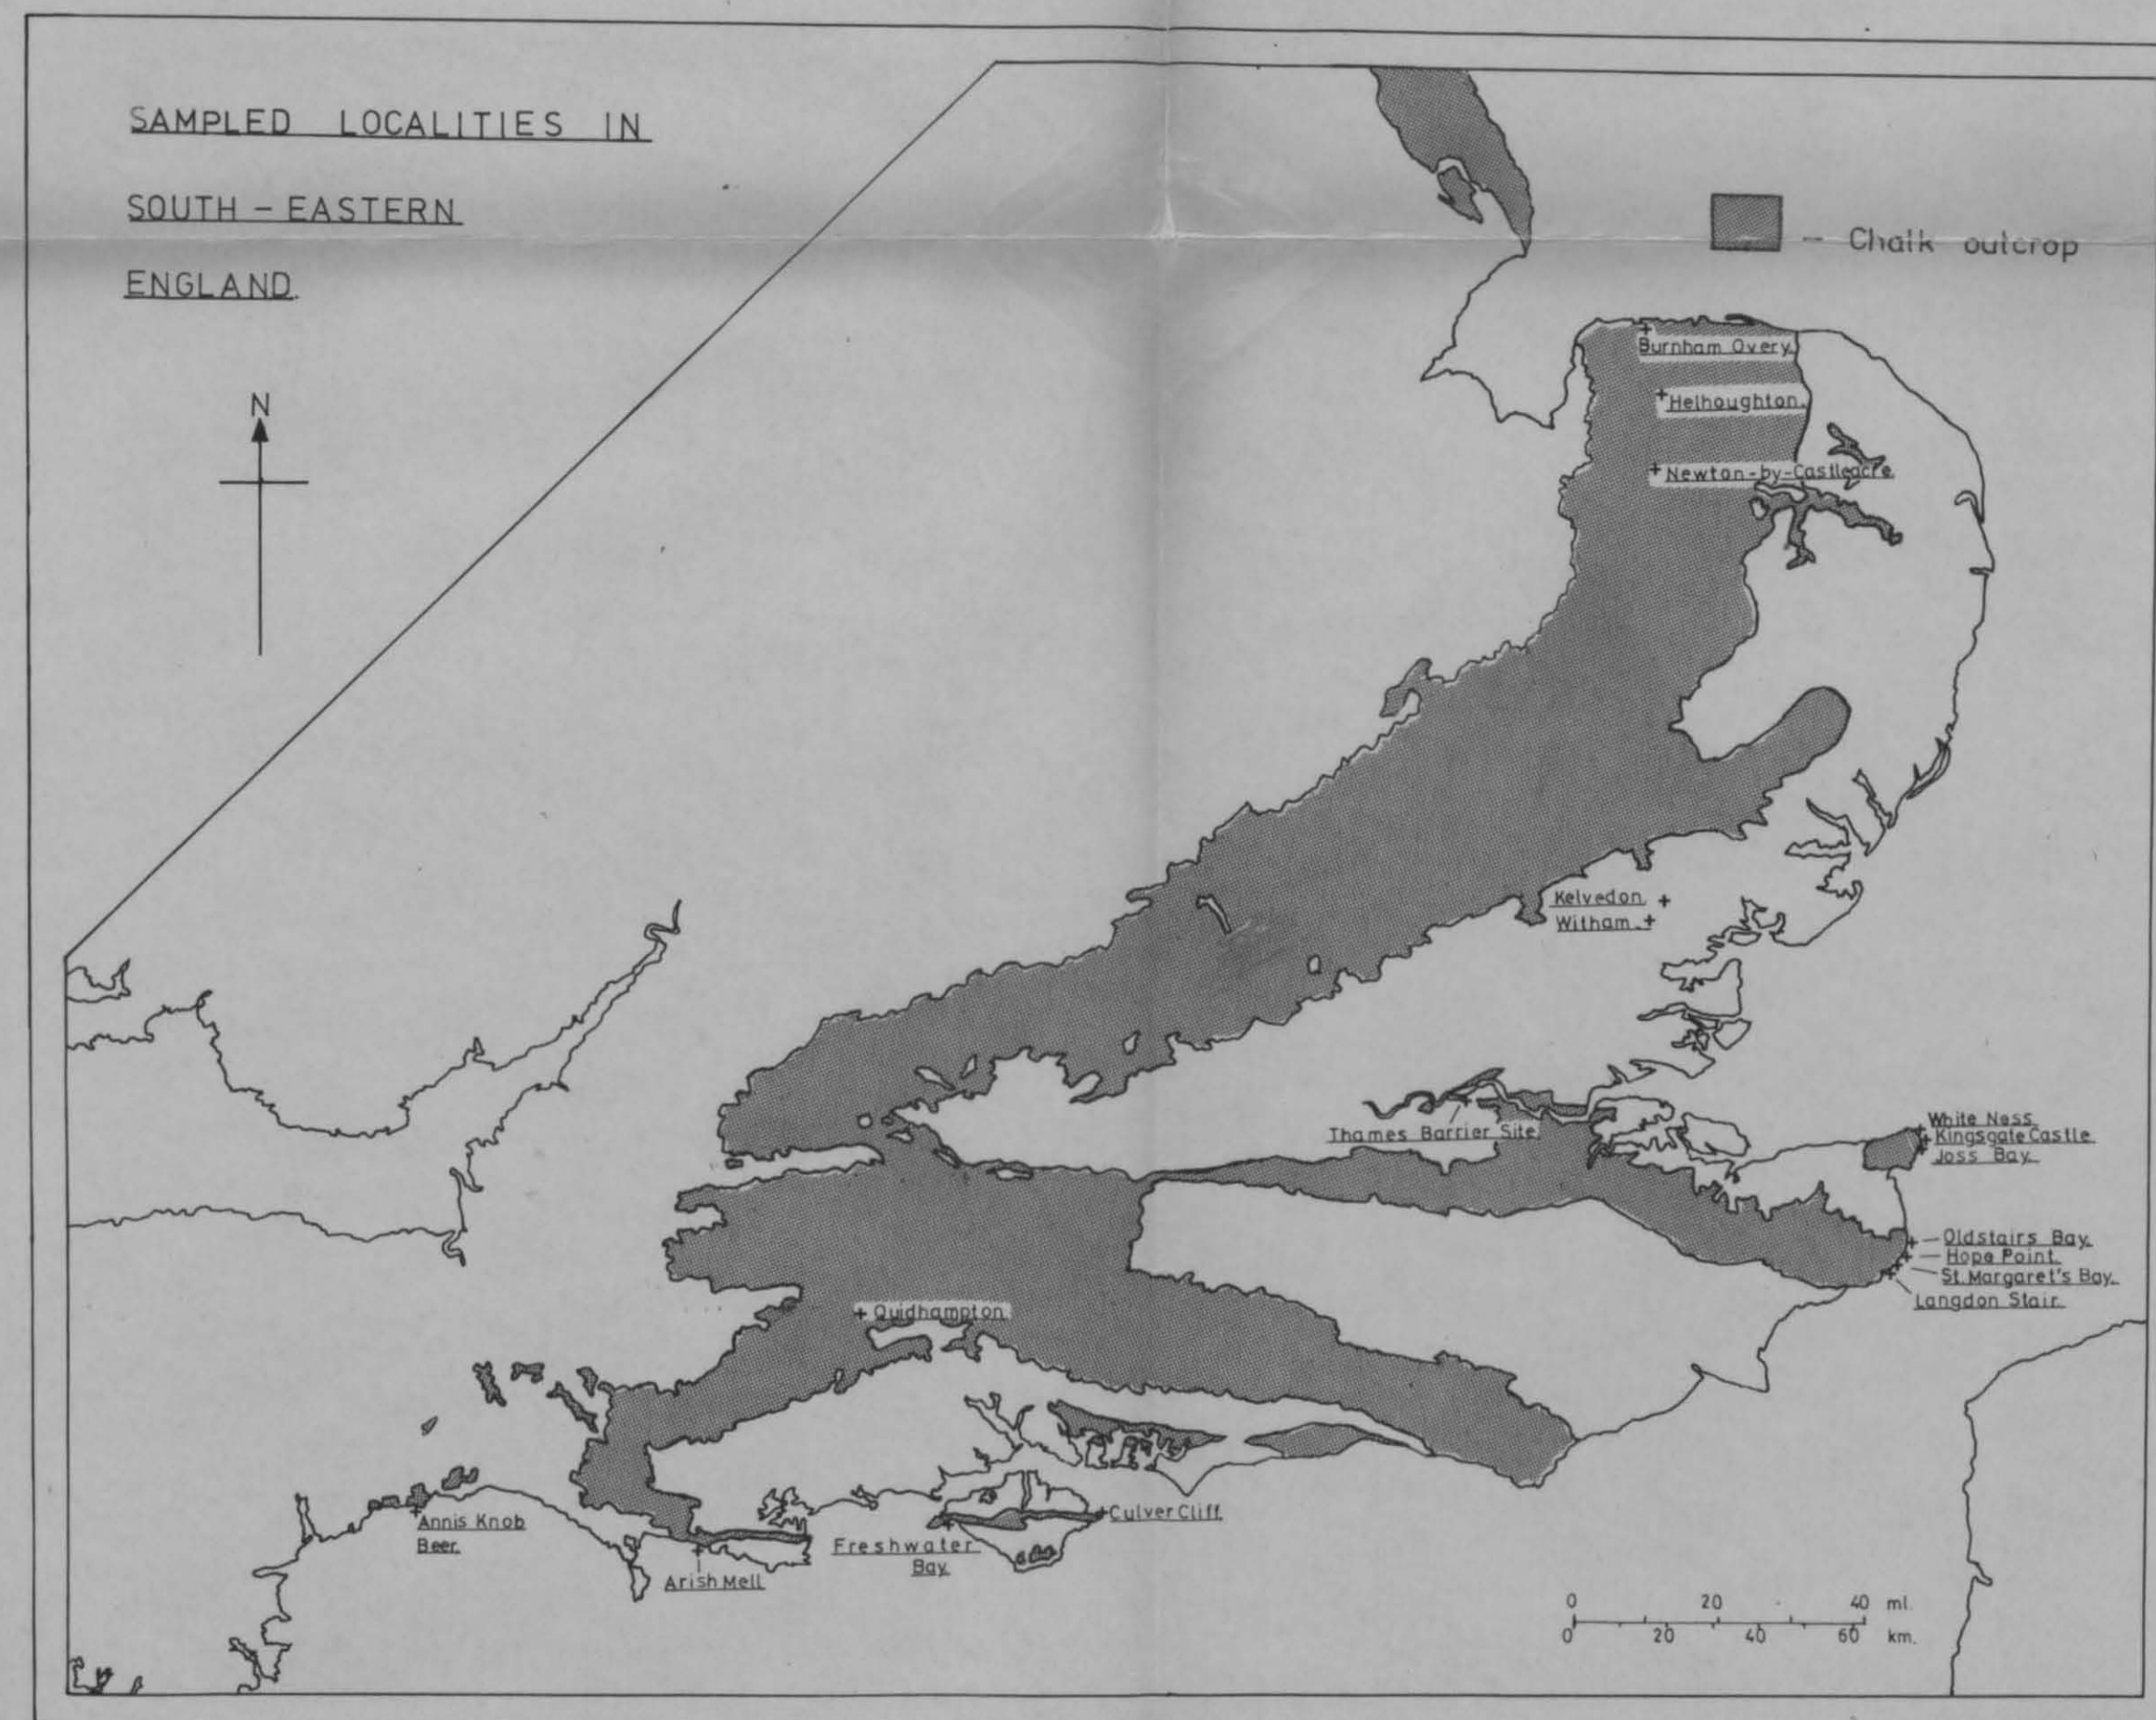 SAMPLED LOCALITIES IN
SOUTH - EASTERN
ENGLAND.
N
- Chalk outcrop
Burnham Overy.
Helhoughton.
Newton-by-Castleacre.
Kelvedon.
Witham.
Thames Barrier Site.
White Ness.
Kingsgate Castle
Joss Bay.
Oldstairs Bay.
Hope Point.
St. Margaret's Bay.
Langdon Stair.
Quidhampton.
Culver Cliff.
Annis Knob
Beer.
Freshwater
Bay.
Arish Mell
0 20 40 ml.
0 20 40 60 km.